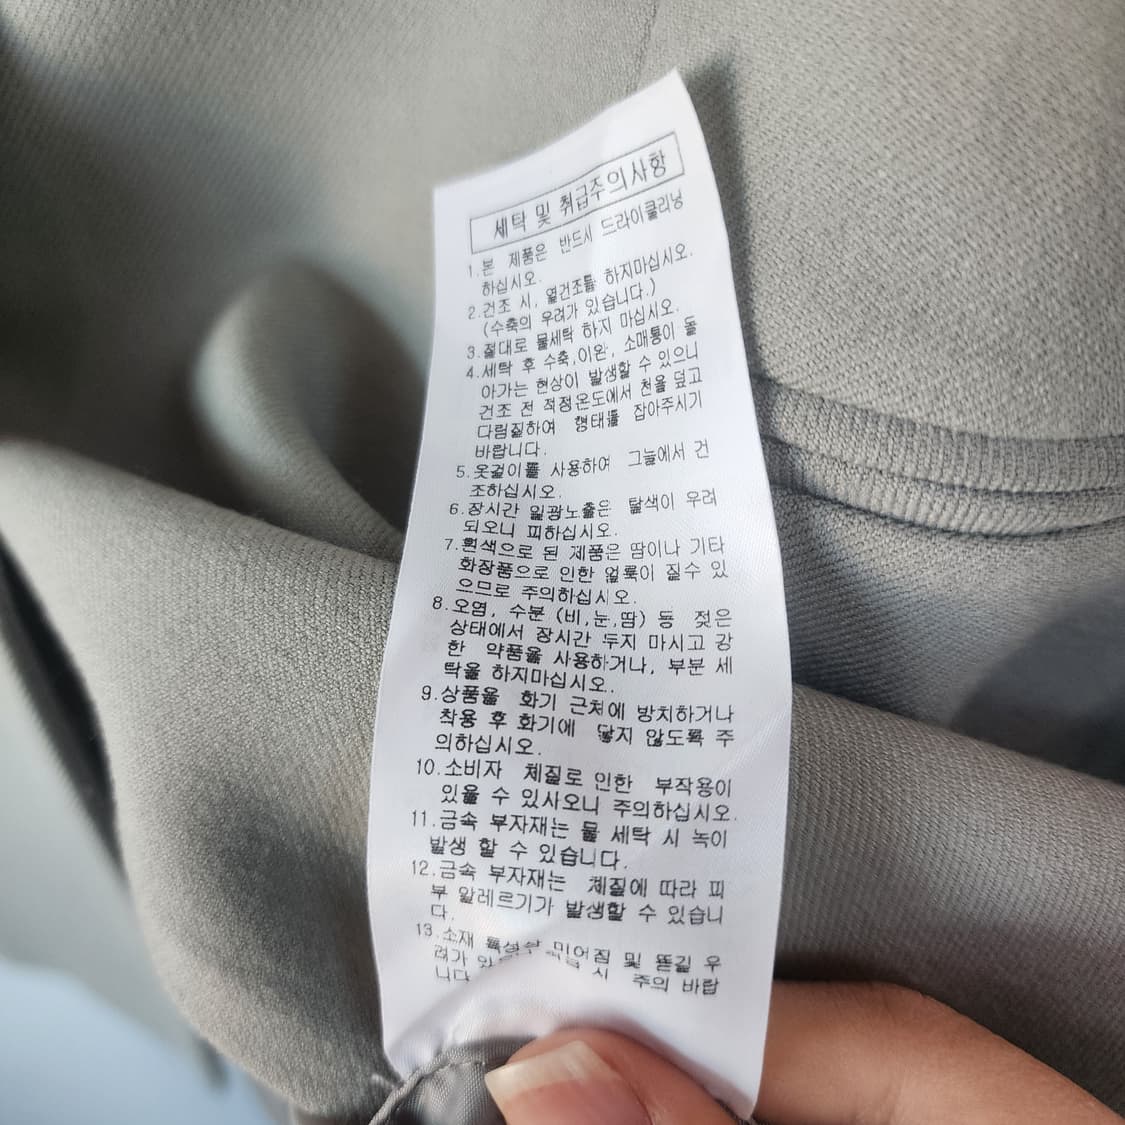 세탁 및 취급주의사항
1.본 제품은 반드시 드라이클리닝
하십시오.
2.건조 시, 열건조를 하지마십시오.
(수축의 우려가 있습니다.)
3.절대로 물세탁 하지 마십시오.
4.세탁 후 수축,이완, 소매통이 돌
아가는 현상이 발생할 수 있으니
건조 전 적정온도에서 천을 덮고
다림질하여 형태를 잡아주시기
바랍니다.
5.옷걸이를 사용하여 그늘에서 건
조하십시오.
6.장시간 일광노출은 탈색이 우려
되오니 피하십시오.
7.흰색으로 된 제품은 땀이나 기타
화장품으로 인한 얼룩이 질수 있
으므로 주의하십시오.
8.오염, 수분 (비,눈,땀) 등 젖은
상태에서 장시간 두지 마시고 강
한 약품을 사용하거나, 부분 세
탁을 하지마십시오.
9.상품을 화기 근처에 방치하거나
착용 후 화기에 닿지 않도록 주
의하십시오.
10.소비자 체질로 인한 부작용이
있을 수 있사오니 주의하십시오.
11.금속 부자재는 물 세탁 시 녹이
발생 할 수 있습니다.
12.금속 부자재는 체질에 따라 피
부 알레르기가 발생할 수 있습니
다.
13.소재 특성상 미어짐 및 뜯길 우
려가 시 주의 바랍
니다